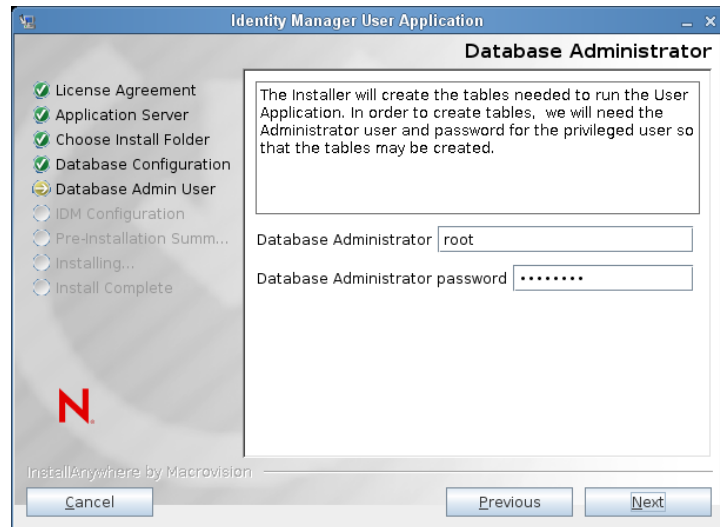 Identity Manager User Application
Database Administrator
License Agreement
Application Server
Choose Install Folder
Database Configuration
Database Admin User
IDM Configuration
Pre-Installation Summ...
Installing...
Install Complete
The Installer will create the tables needed to run the User
Application. In order to create tables, we will need the
Administrator user and password for the privileged user so
that the tables may be created.
Database Administrator root
Database Administrator password ••••••••
N
InstallAnywhere by Macrovision
Cancel Previous Next